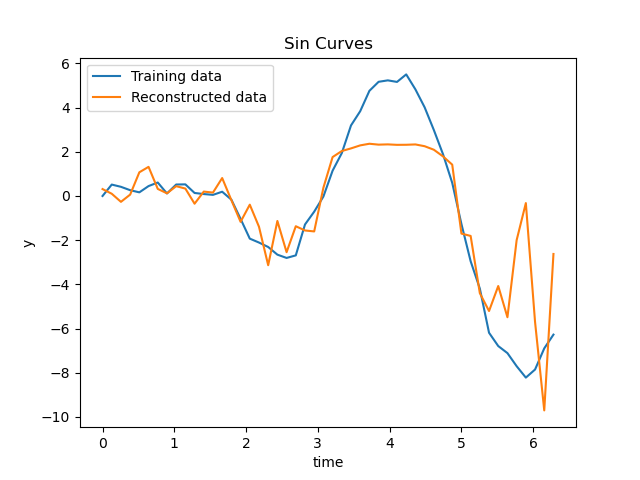 Sin Curves
Training data
Reconstructed data
6
4
2
0
−2
−4
−6
−8
−10
y
0 1 2 3 4 5 6
time